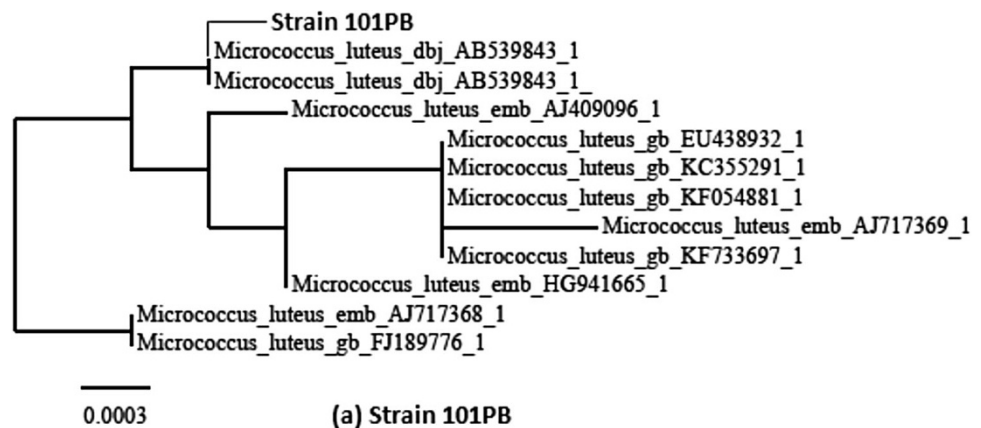 Strain 101PB
Micrococcus_luteus_dbj_AB539843_1
Micrococcus_luteus_dbj_AB539843_1_
Micrococcus_luteus_emb_AJ409096_1
Micrococcus_luteus_gb_EU438932_1
Micrococcus_luteus_gb_KC355291_1
Micrococcus_luteus_gb_KF054881_1
Micrococcus_luteus_emb_AJ717369_1
Micrococcus_luteus_gb_KF733697_1
Micrococcus_luteus_emb_HG941665_1
Micrococcus_luteus_emb_AJ717368_1
Micrococcus_luteus_gb_FJ189776_1
0.0003
(a) Strain 101PB